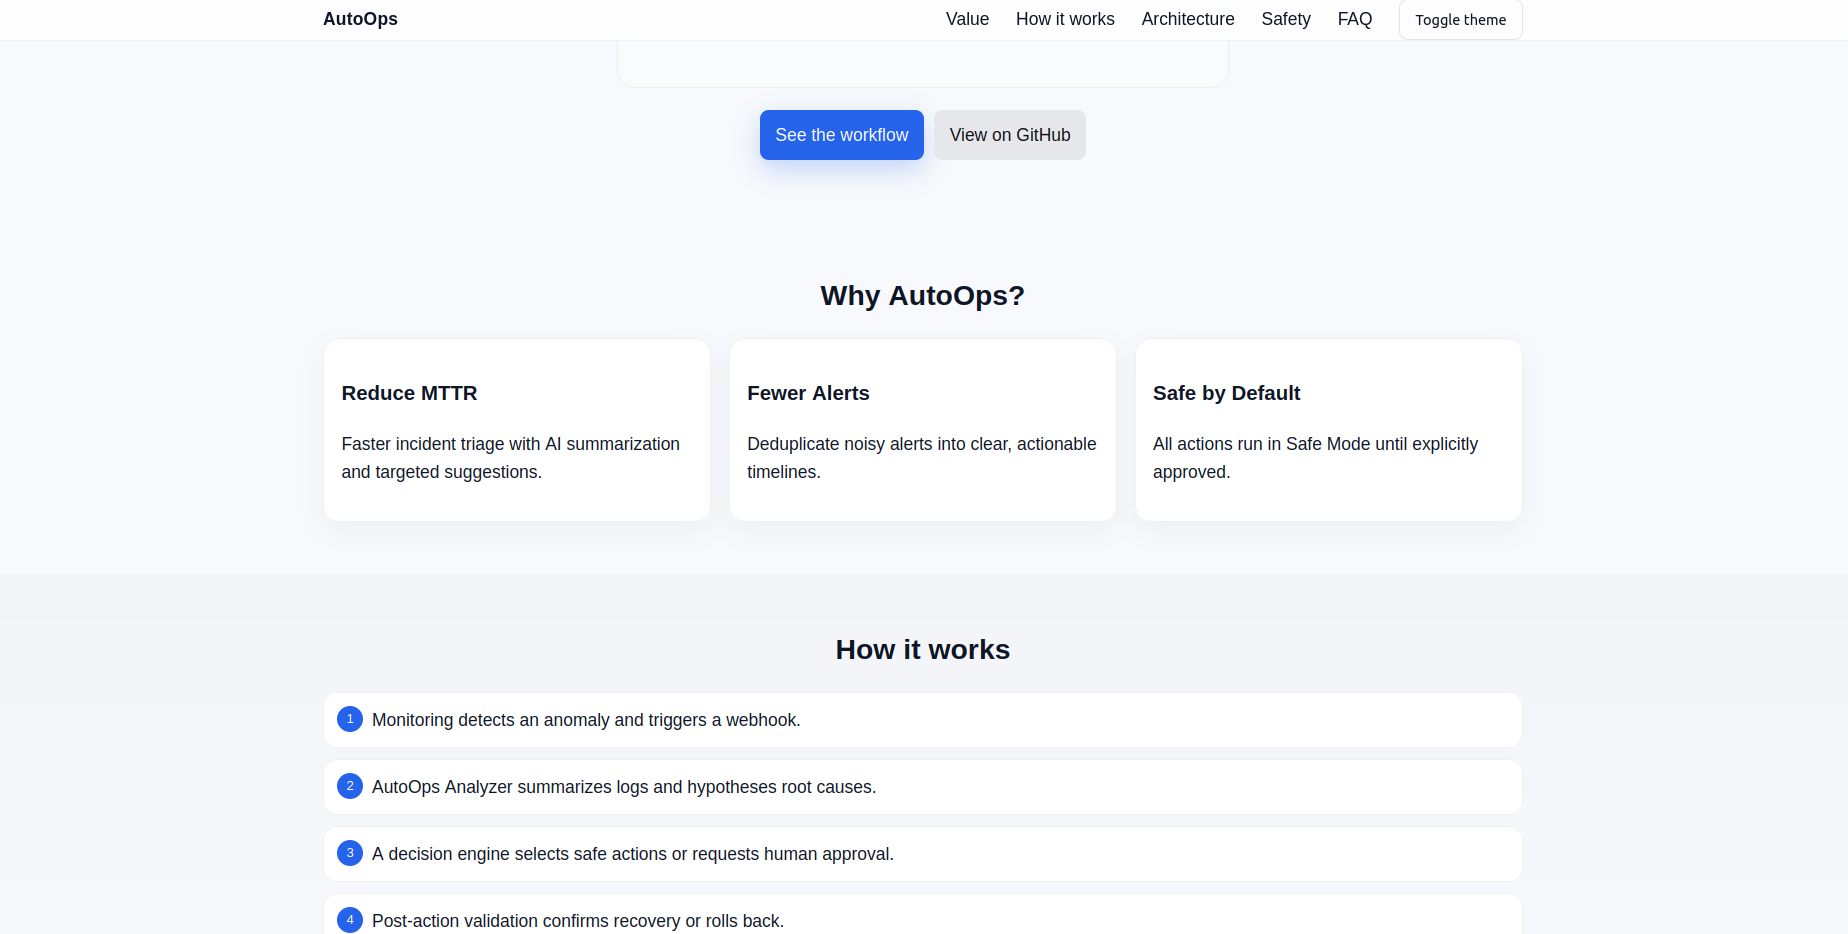 AutoOps
Value
How it works
Architecture
Safety
FAQ
Toggle theme
See the workflow
View on GitHub
Why AutoOps?
Reduce MTTR
Faster incident triage with AI summarization
and targeted suggestions.
Fewer Alerts
Deduplicate noisy alerts into clear, actionable
timelines.
Safe by Default
All actions run in Safe Mode until explicitly
approved.
How it works
1 Monitoring detects an anomaly and triggers a webhook.
2 AutoOps Analyzer summarizes logs and hypotheses root causes.
3 A decision engine selects safe actions or requests human approval.
4 Post-action validation confirms recovery or rolls back.